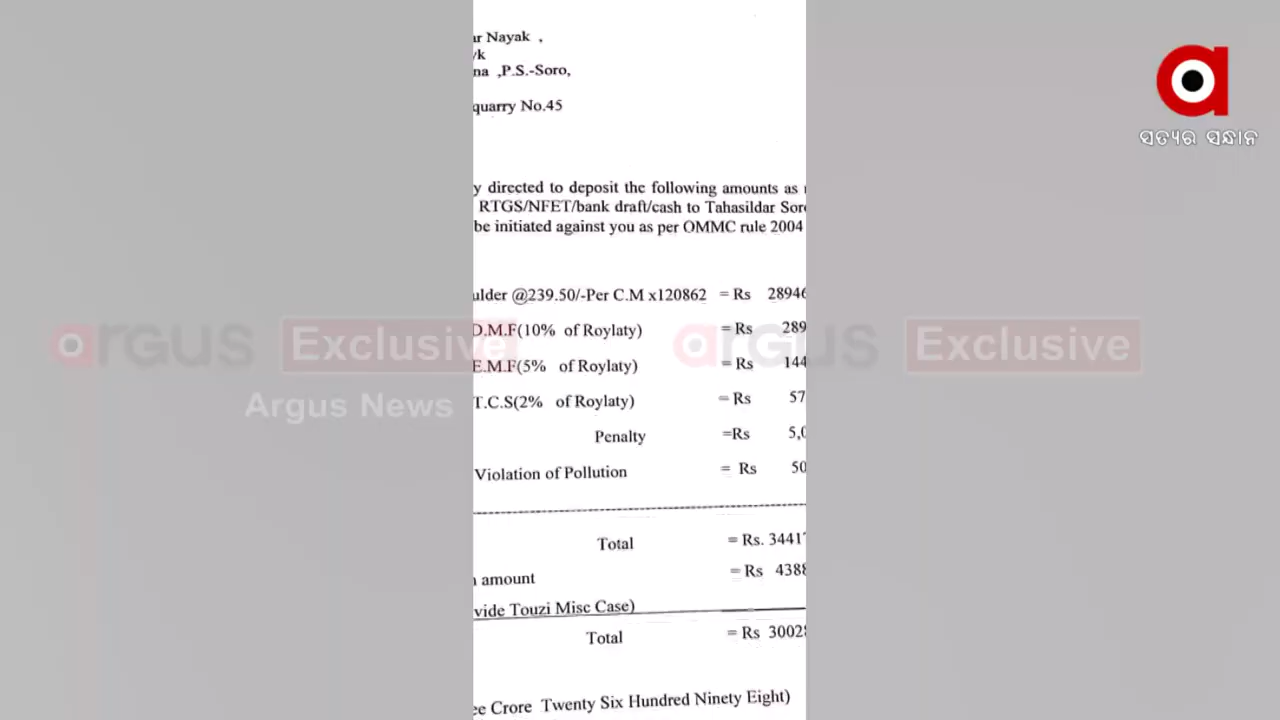 ar Nayak ,
yk
na ,P.S.-Soro,
quarry No.45
ସତ୍ୟର ସନ୍ଧାନ
y directed to deposit the following amounts as
RTGS/NFET/bank draft/cash to Tahasildar Soro
be initiated against you as per OMMC rule 2004
ulder @239.50/-Per C.M x120862 = Rs 28946
D.M.F(10% of Roylaty) = Rs 289
E.M.F(5% of Roylaty) = Rs 144
T.C.S(2% of Roylaty) = Rs 57
Penalty =Rs 5,0
Violation of Pollution = Rs 50
Total = Rs. 34417
amount = Rs 4388
vide Touzi Misc Case)
Total = Rs 30028
ee Crore Twenty Six Hundred Ninety Eight)
argus Exclusive
Argus News
argus Exclusive